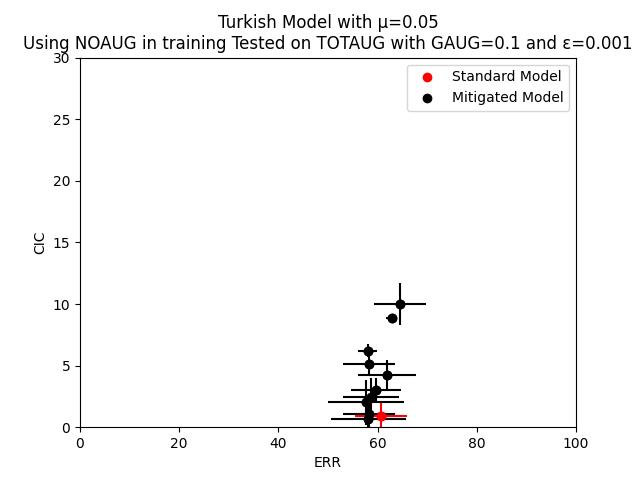 Turkish Model with μ=0.05
Using NOAUG in training Tested on TOTAUG with GAUG=0.1 and ε=0.001
Standard Model
Mitigated Model
30
25
20
15
10
5
0
CIC
0 20 40 60 80 100
ERR